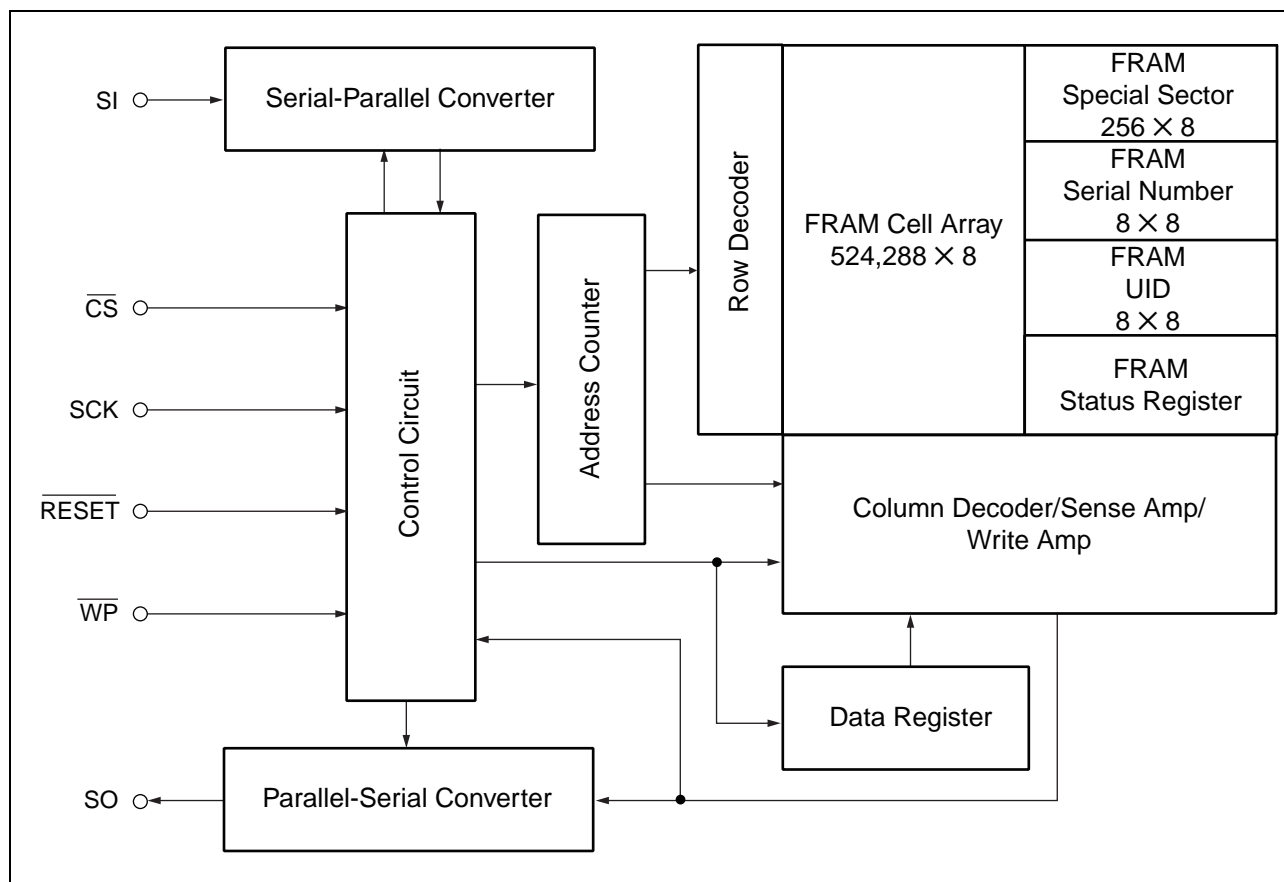 SI
Serial-Parallel Converter
CS
SCK
RESET
WP
SO
Control Circuit
Address Counter
Row Decoder
FRAM Cell Array
524,288 × 8
FRAM
Special Sector
256 × 8
FRAM
Serial Number
8 × 8
FRAM
UID
8 × 8
FRAM
Status Register
Column Decoder/Sense Amp/
Write Amp
Data Register
Parallel-Serial Converter